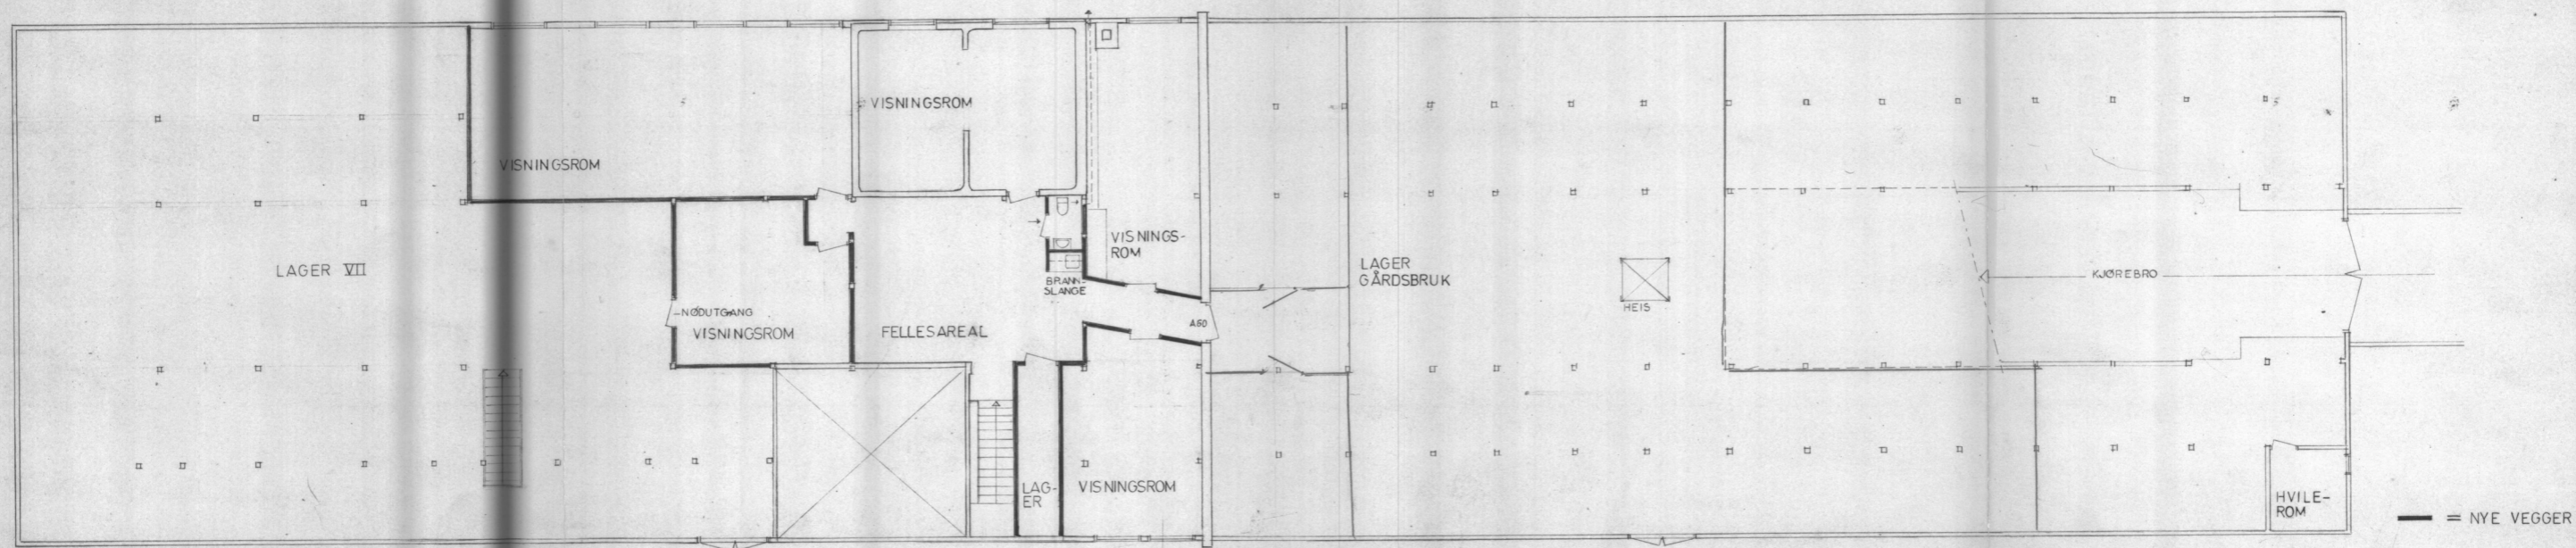 VISNINGSROM
VISNINGSROM
VISNINGS-
ROM
LAGER VII
LAGER
GÅRDSBRUK
HEIS
KJØREBRO
BRANN-
SLANGE
NØDUTGANG
VISNINGSROM
FELLESAREAL
A60
LAG-
ER
VISNINGSROM
HVILE-
ROM
= NYE VEGGER